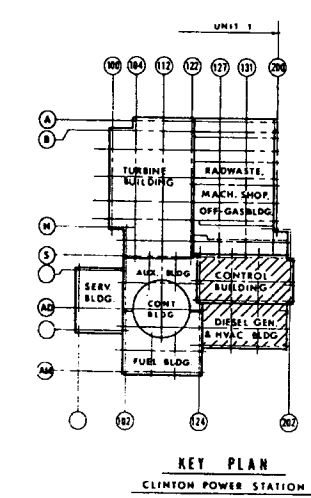 UNIT 1
100 104 112 122 127 131 200
A
B
TURBINE
BUILDING
RADWASTE,
MACH. SHOP,
OFF-GAS BLDG.
N
S
AUX. BLDG
CONTROL
BUILDING
SERV.
BLDG.
CONT
BLDG
AD
DIESEL GEN.
& HVAC BLDG
FUEL BLDG
AM
102 124 202
KEY PLAN
CLINTON POWER STATION